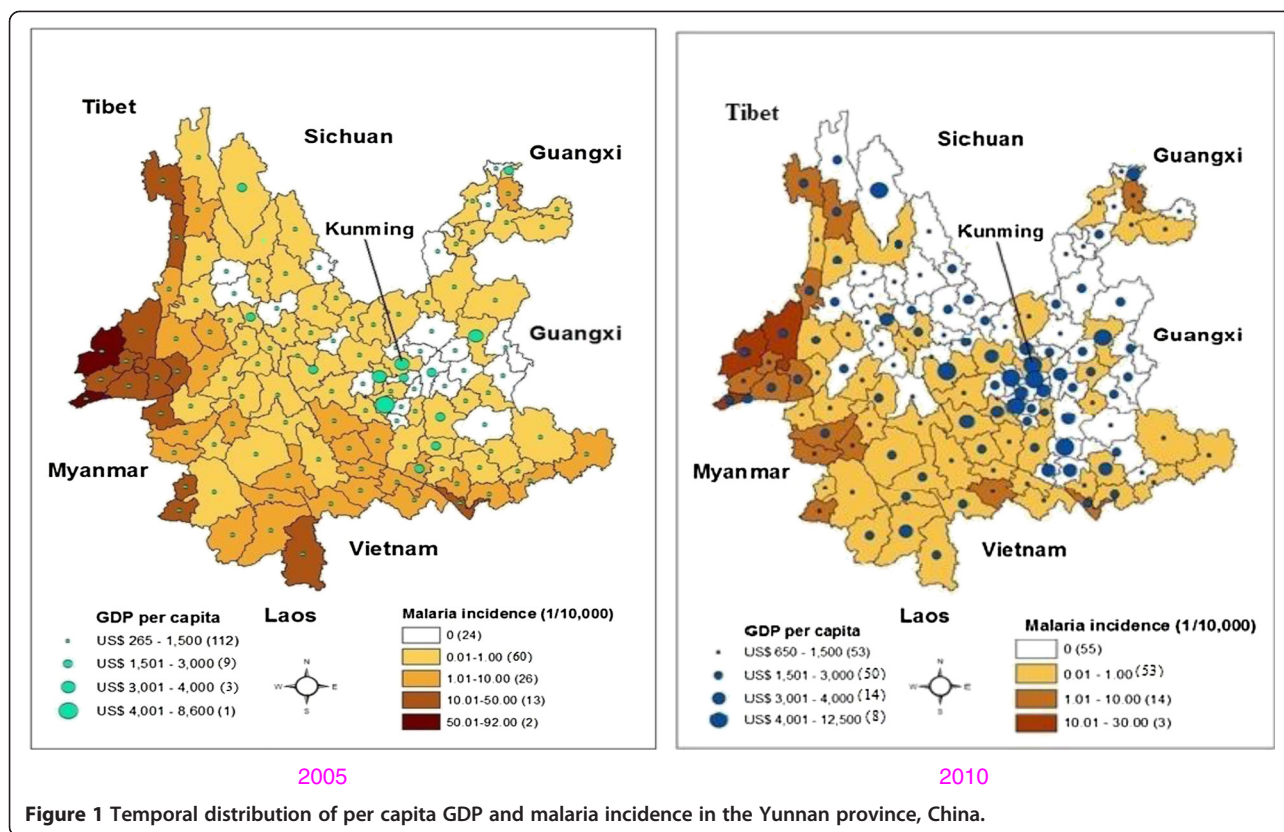 Tibet
Sichuan
Guangxi
Kunming
Guangxi
Myanmar
Vietnam
Laos
GDP per capita
US$ 265 - 1,500 (112)
US$ 1,501 - 3,000 (9)
US$ 3,001 - 4,000 (3)
US$ 4,001 - 8,600 (1)
N
W E
S
Malaria incidence (1/10,000)
0 (24)
0.01-1.00 (60)
1.01-10.00 (26)
10.01-50.00 (13)
50.01-92.00 (2)
2005
Tibet
Sichuan
Guangxi
Kunming
Guangxi
Myanmar
Vietnam
Laos
GDP per capita
US$ 650 - 1,500 (53)
US$ 1,501 - 3,000 (50)
US$ 3,001 - 4,000 (14)
US$ 4,001 - 12,500 (8)
N
W E
S
Malaria incidence (1/10,000)
0 (55)
0.01 - 1.00 (53)
1.01 - 10.00 (14)
10.01 - 30.00 (3)
2010
Figure 1 Temporal distribution of per capita GDP and malaria incidence in the Yunnan province, China.